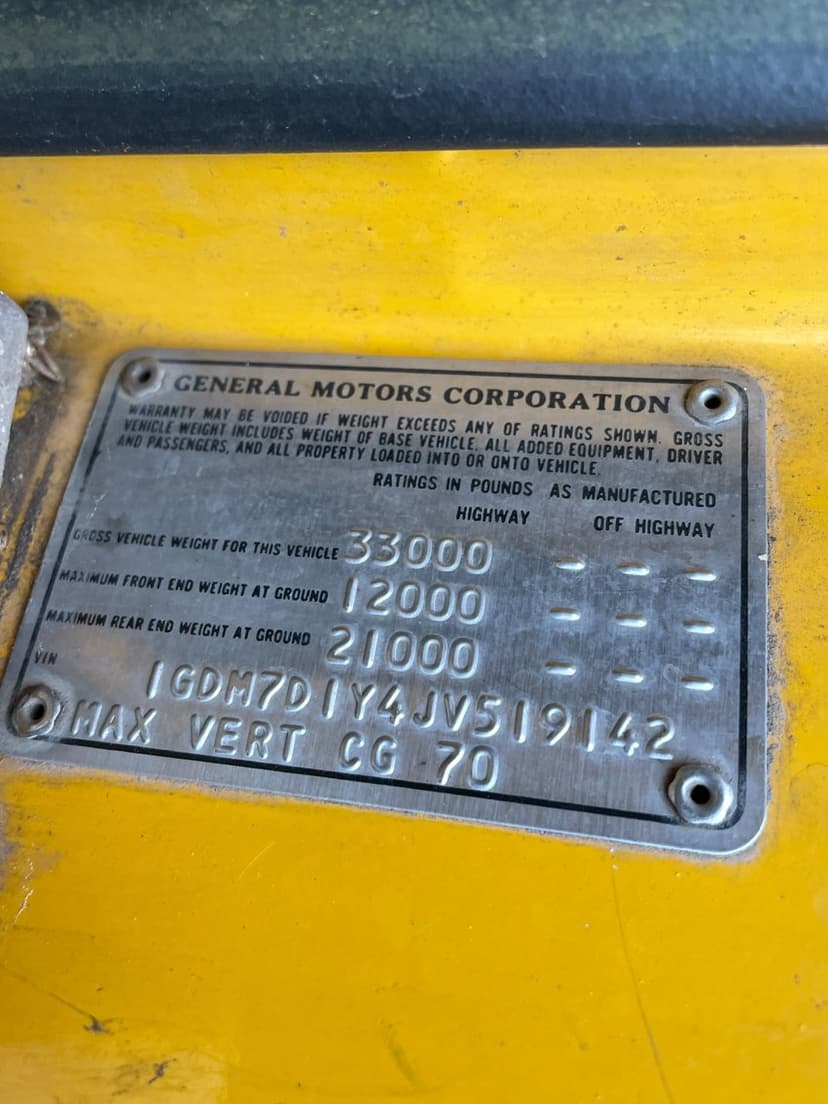 GENERAL MOTORS CORPORATION
WARRANTY MAY BE VOIDED IF WEIGHT EXCEEDS ANY OF RATINGS SHOWN. GROSS
VEHICLE WEIGHT INCLUDES WEIGHT OF BASE VEHICLE, ALL ADDED EQUIPMENT, DRIVER
AND PASSENGERS, AND ALL PROPERTY LOADED INTO OR ONTO VEHICLE.
RATINGS IN POUNDS AS MANUFACTURED
HIGHWAY OFF HIGHWAY
GROSS VEHICLE WEIGHT FOR THIS VEHICLE 33000 – – –
MAXIMUM FRONT END WEIGHT AT GROUND 12000 – – –
MAXIMUM REAR END WEIGHT AT GROUND 21000 – – –
VIN 1GDM7D1Y4JV519142
MAX VERT CG 70